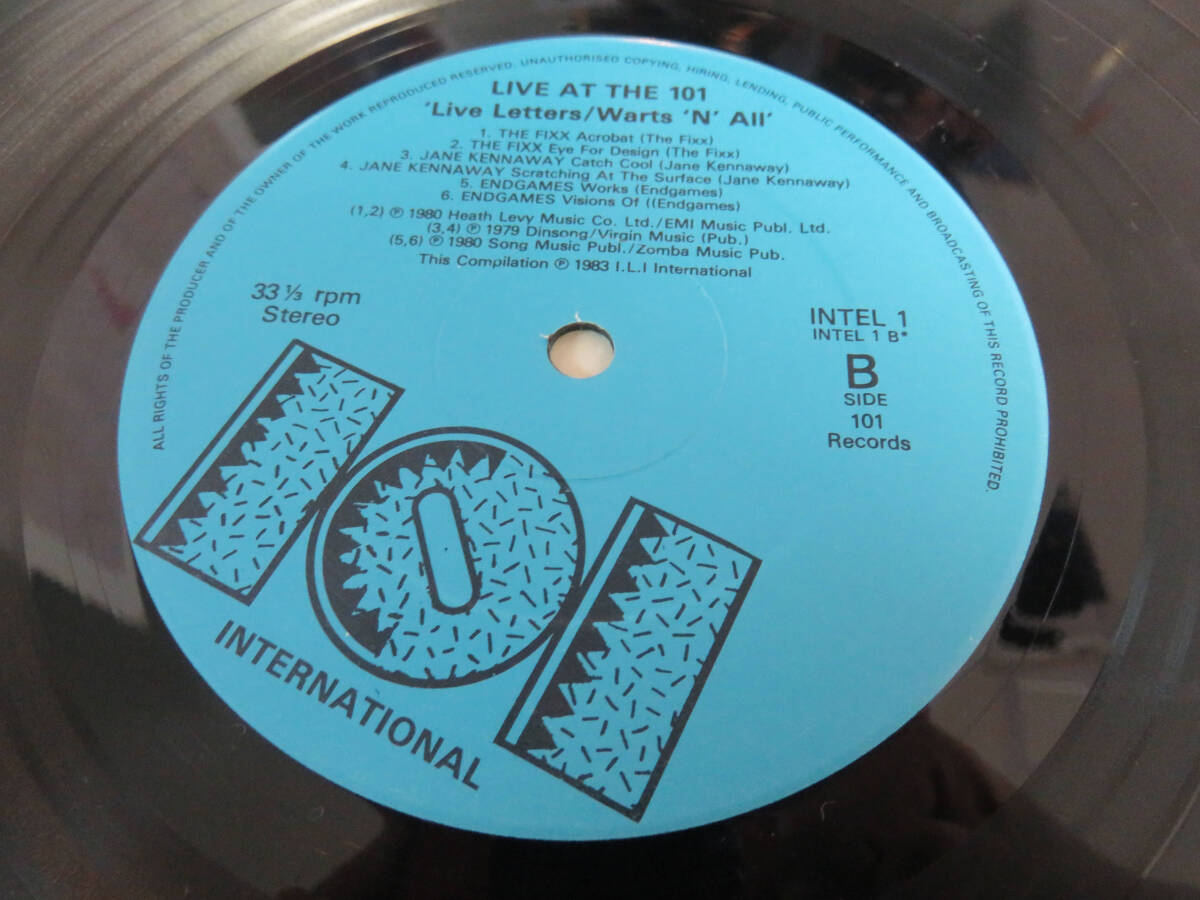 ALL RIGHTS OF THE PRODUCER AND OF THE OWNER OF THE WORK REPRODUCED RESERVED. UNAUTHORISED COPYING, HIRING, LENDING, PUBLIC PERFORMANCE AND BROADCASTING OF THIS RECORD PROHIBITED.
LIVE AT THE 101
'Live Letters/Warts 'N' All'
1. THE FIXX Acrobat (The Fixx)
2. THE FIXX Eye For Design (The Fixx)
3. JANE KENNAWAY Catch Cool (Jane Kennaway)
4. JANE KENNAWAY Scratching At The Surface (Jane Kennaway)
5. ENDGAMES Works (Endgames)
6. ENDGAMES Visions Of ((Endgames)
(1,2) ℗ 1980 Heath Levy Music Co. Ltd./EMI Music Publ. Ltd.
(3,4) ℗ 1979 Dinsong/Virgin Music (Pub.)
(5,6) ℗ 1980 Song Music Publ./Zomba Music Pub.
This Compilation ℗ 1983 I.L.I International
33 ⅓ rpm
Stereo
INTEL 1
INTEL 1 B*
B
SIDE
101
Records
101
INTERNATIONAL